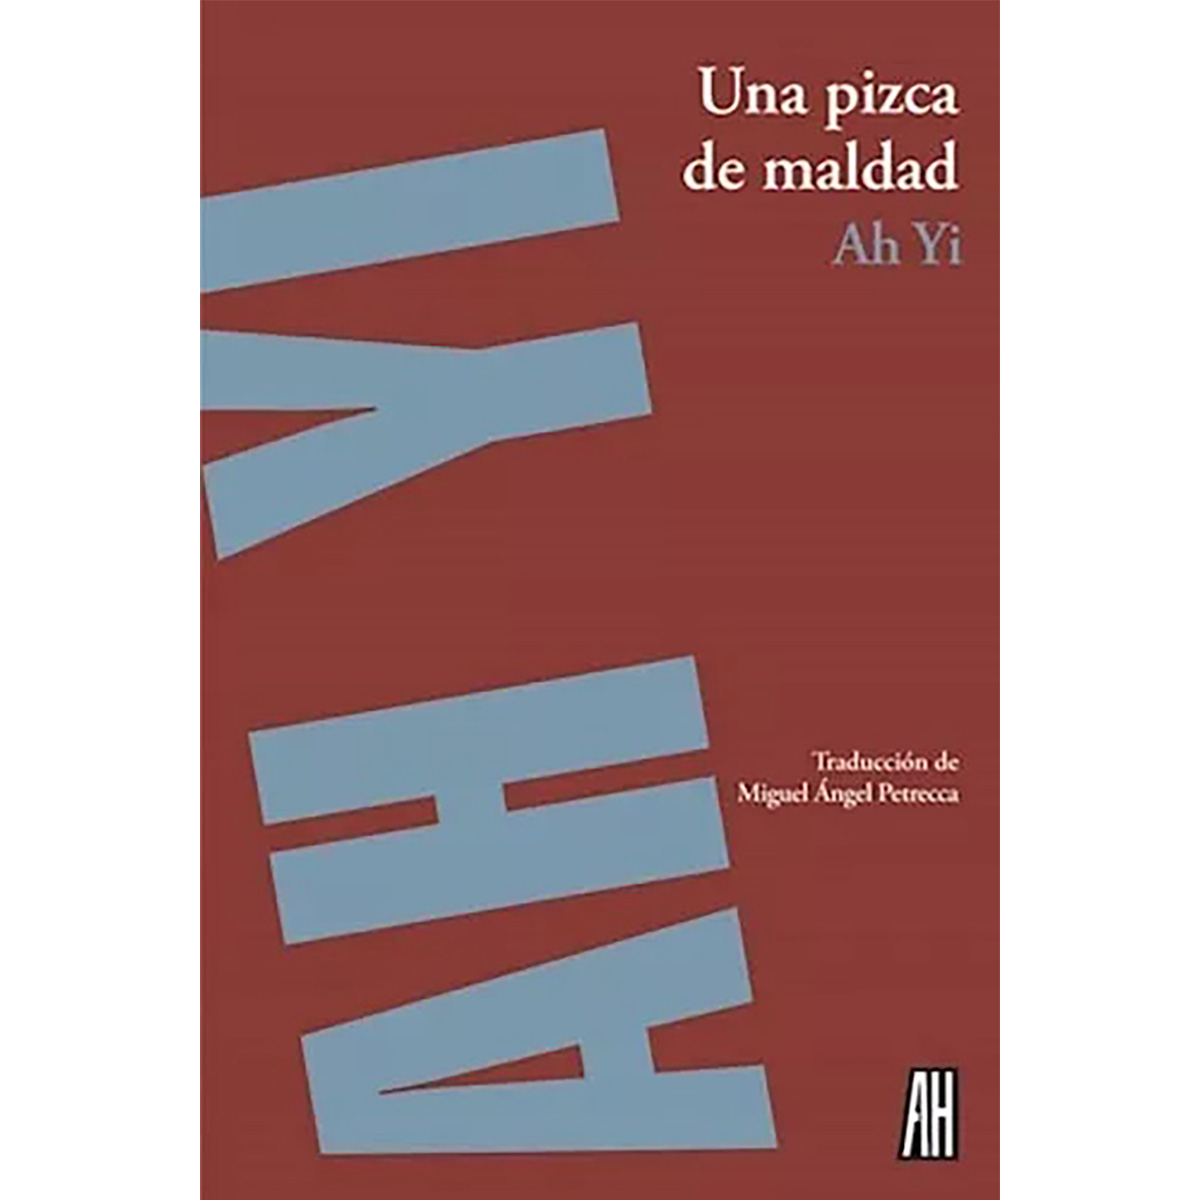 Una pizca
de maldad
Ah Yi
AH YI
Traducción de
Miguel Ángel Petrecca
AH